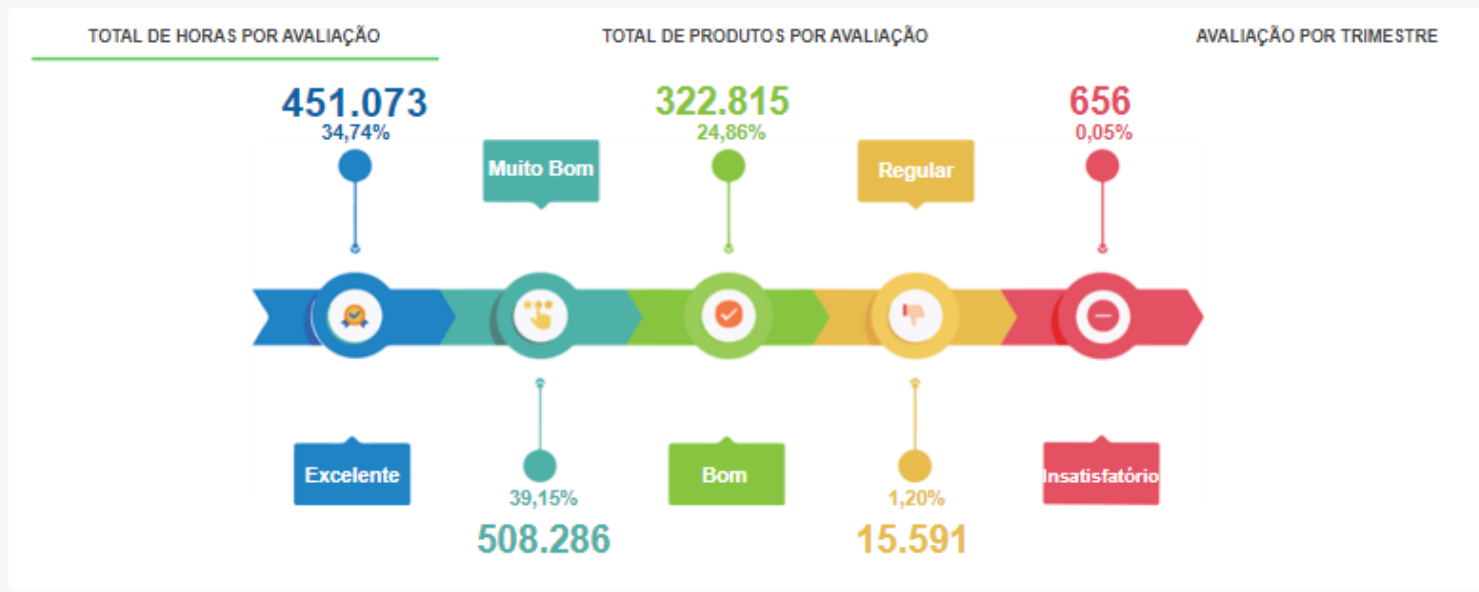 TOTAL DE HORAS POR AVALIAÇÃO
TOTAL DE PRODUTOS POR AVALIAÇÃO
AVALIAÇÃO POR TRIMESTRE
451.073
34,74%
322.815
24,86%
656
0,05%
Muito Bom
Regular
Excelente
Bom
Insatisfatório
39,15%
508.286
1,20%
15.591